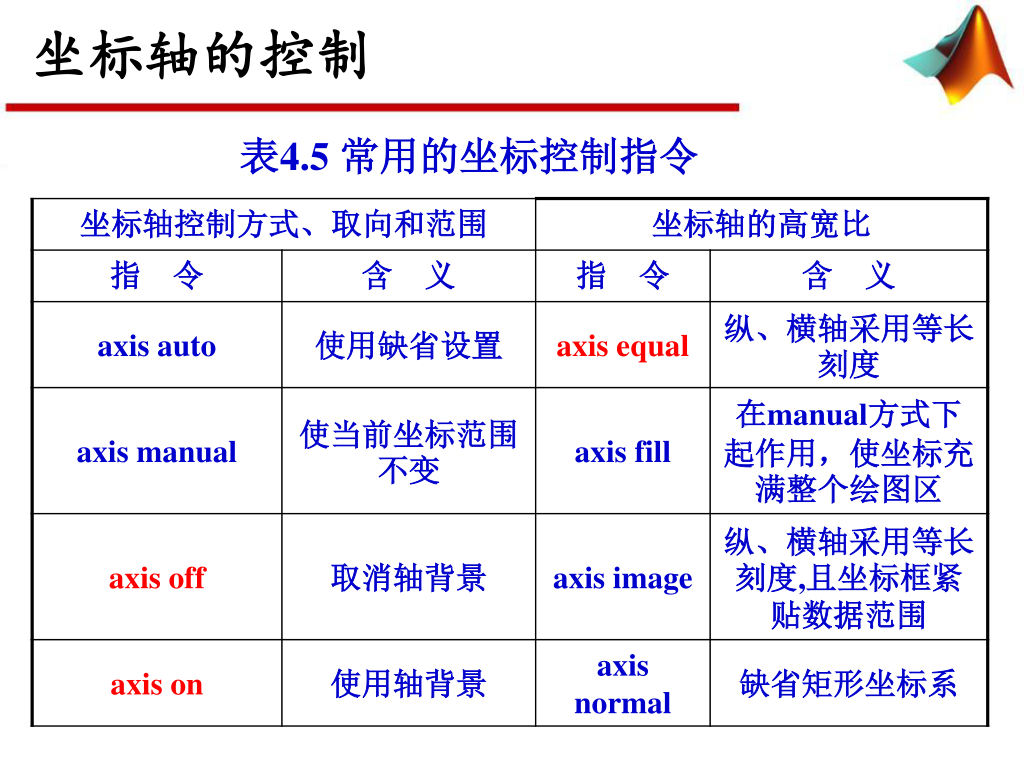 坐标轴的控制
表4.5 常用的坐标控制指令
坐标轴控制方式、取向和范围
坐标轴的高宽比
指 令
含 义
指 令
含 义
axis auto
使用缺省设置
axis equal
纵、横轴采用等长
刻度
axis manual
使当前坐标范围
不变
axis fill
在manual方式下
起作用，使坐标充
满整个绘图区
axis off
取消轴背景
axis image
纵、横轴采用等长
刻度,且坐标框紧
贴数据范围
axis on
使用轴背景
axis
normal
缺省矩形坐标系